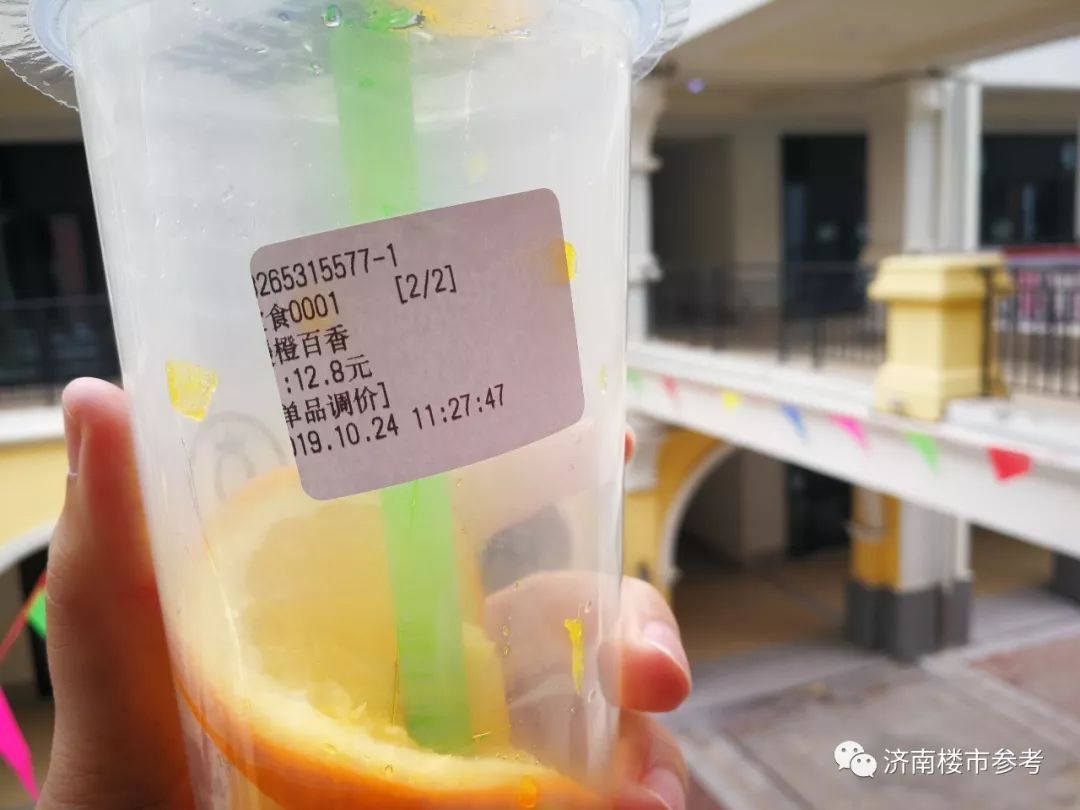 265315577-1
食0001 [2/2]
橙百香
:12.8元
单品调价]
019.10.24 11:27:47
济南楼市参考